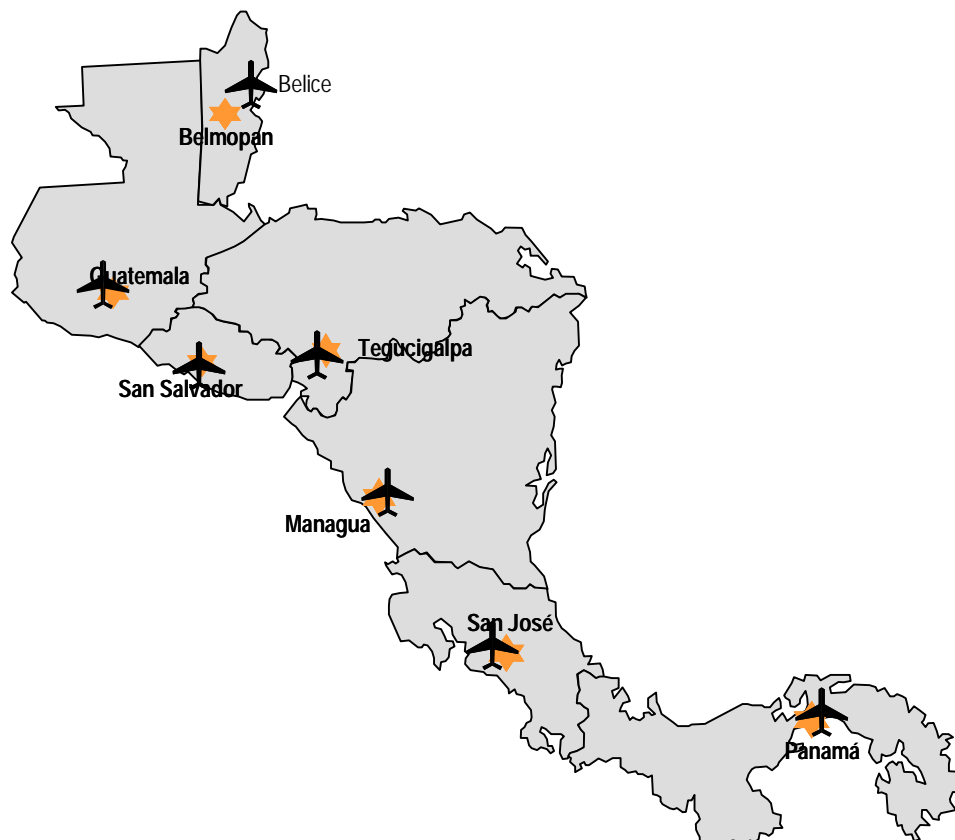 Belice
Belmopan
Guatemala
Tegucigalpa
San Salvador
Managua
San José
Panamá